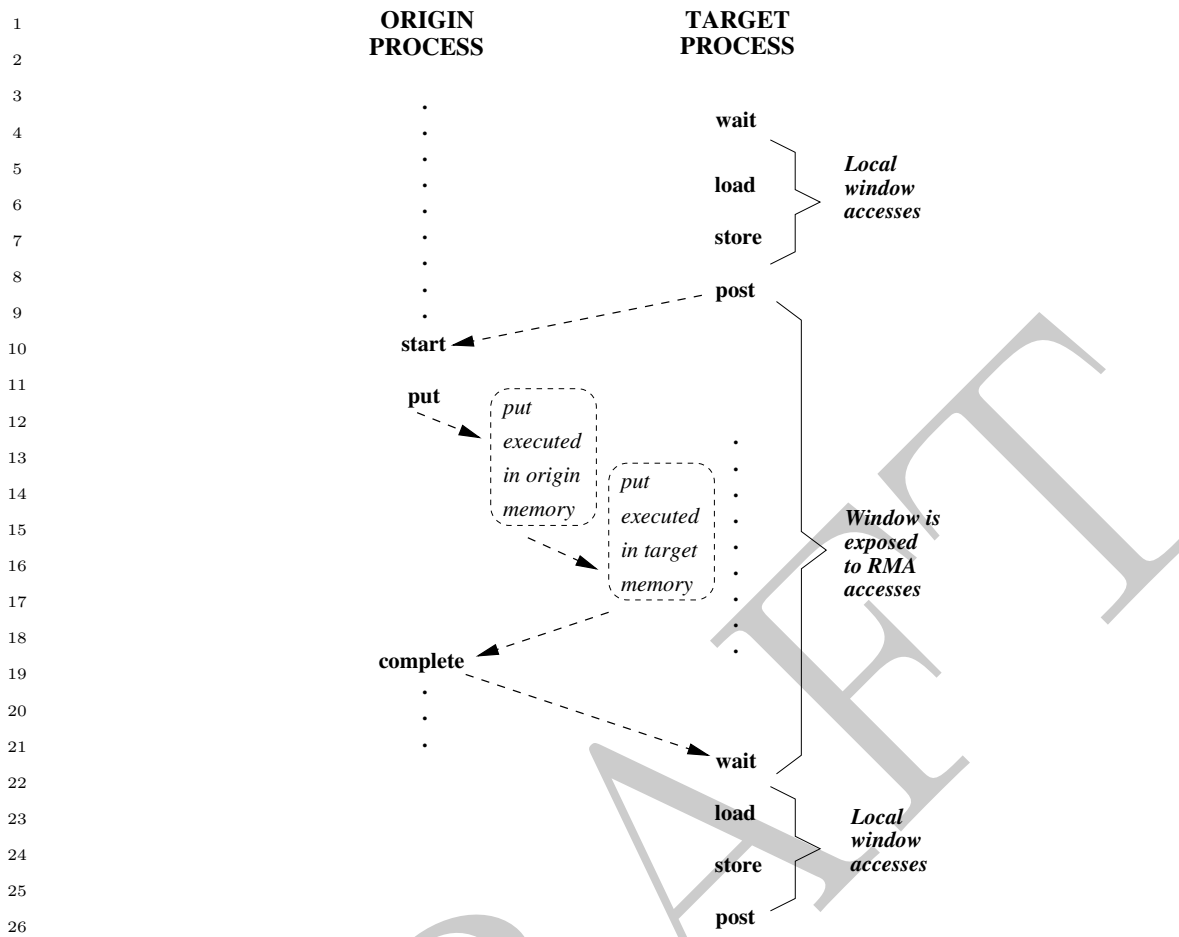 1
ORIGIN TARGET
PROCESS PROCESS
2
3
wait
4
5
Local
load
window
6
accesses
store
7
8
post
9
start
10
11
put
put
12
executed
13
in origin
put
14
memory
executed
Window is
15
exposed
in target
16
to RMA
memory
accesses
17
18
complete
19
20
21
wait
22
load
Local
23
window
24
store
accesses
25
post
26
DRAFT